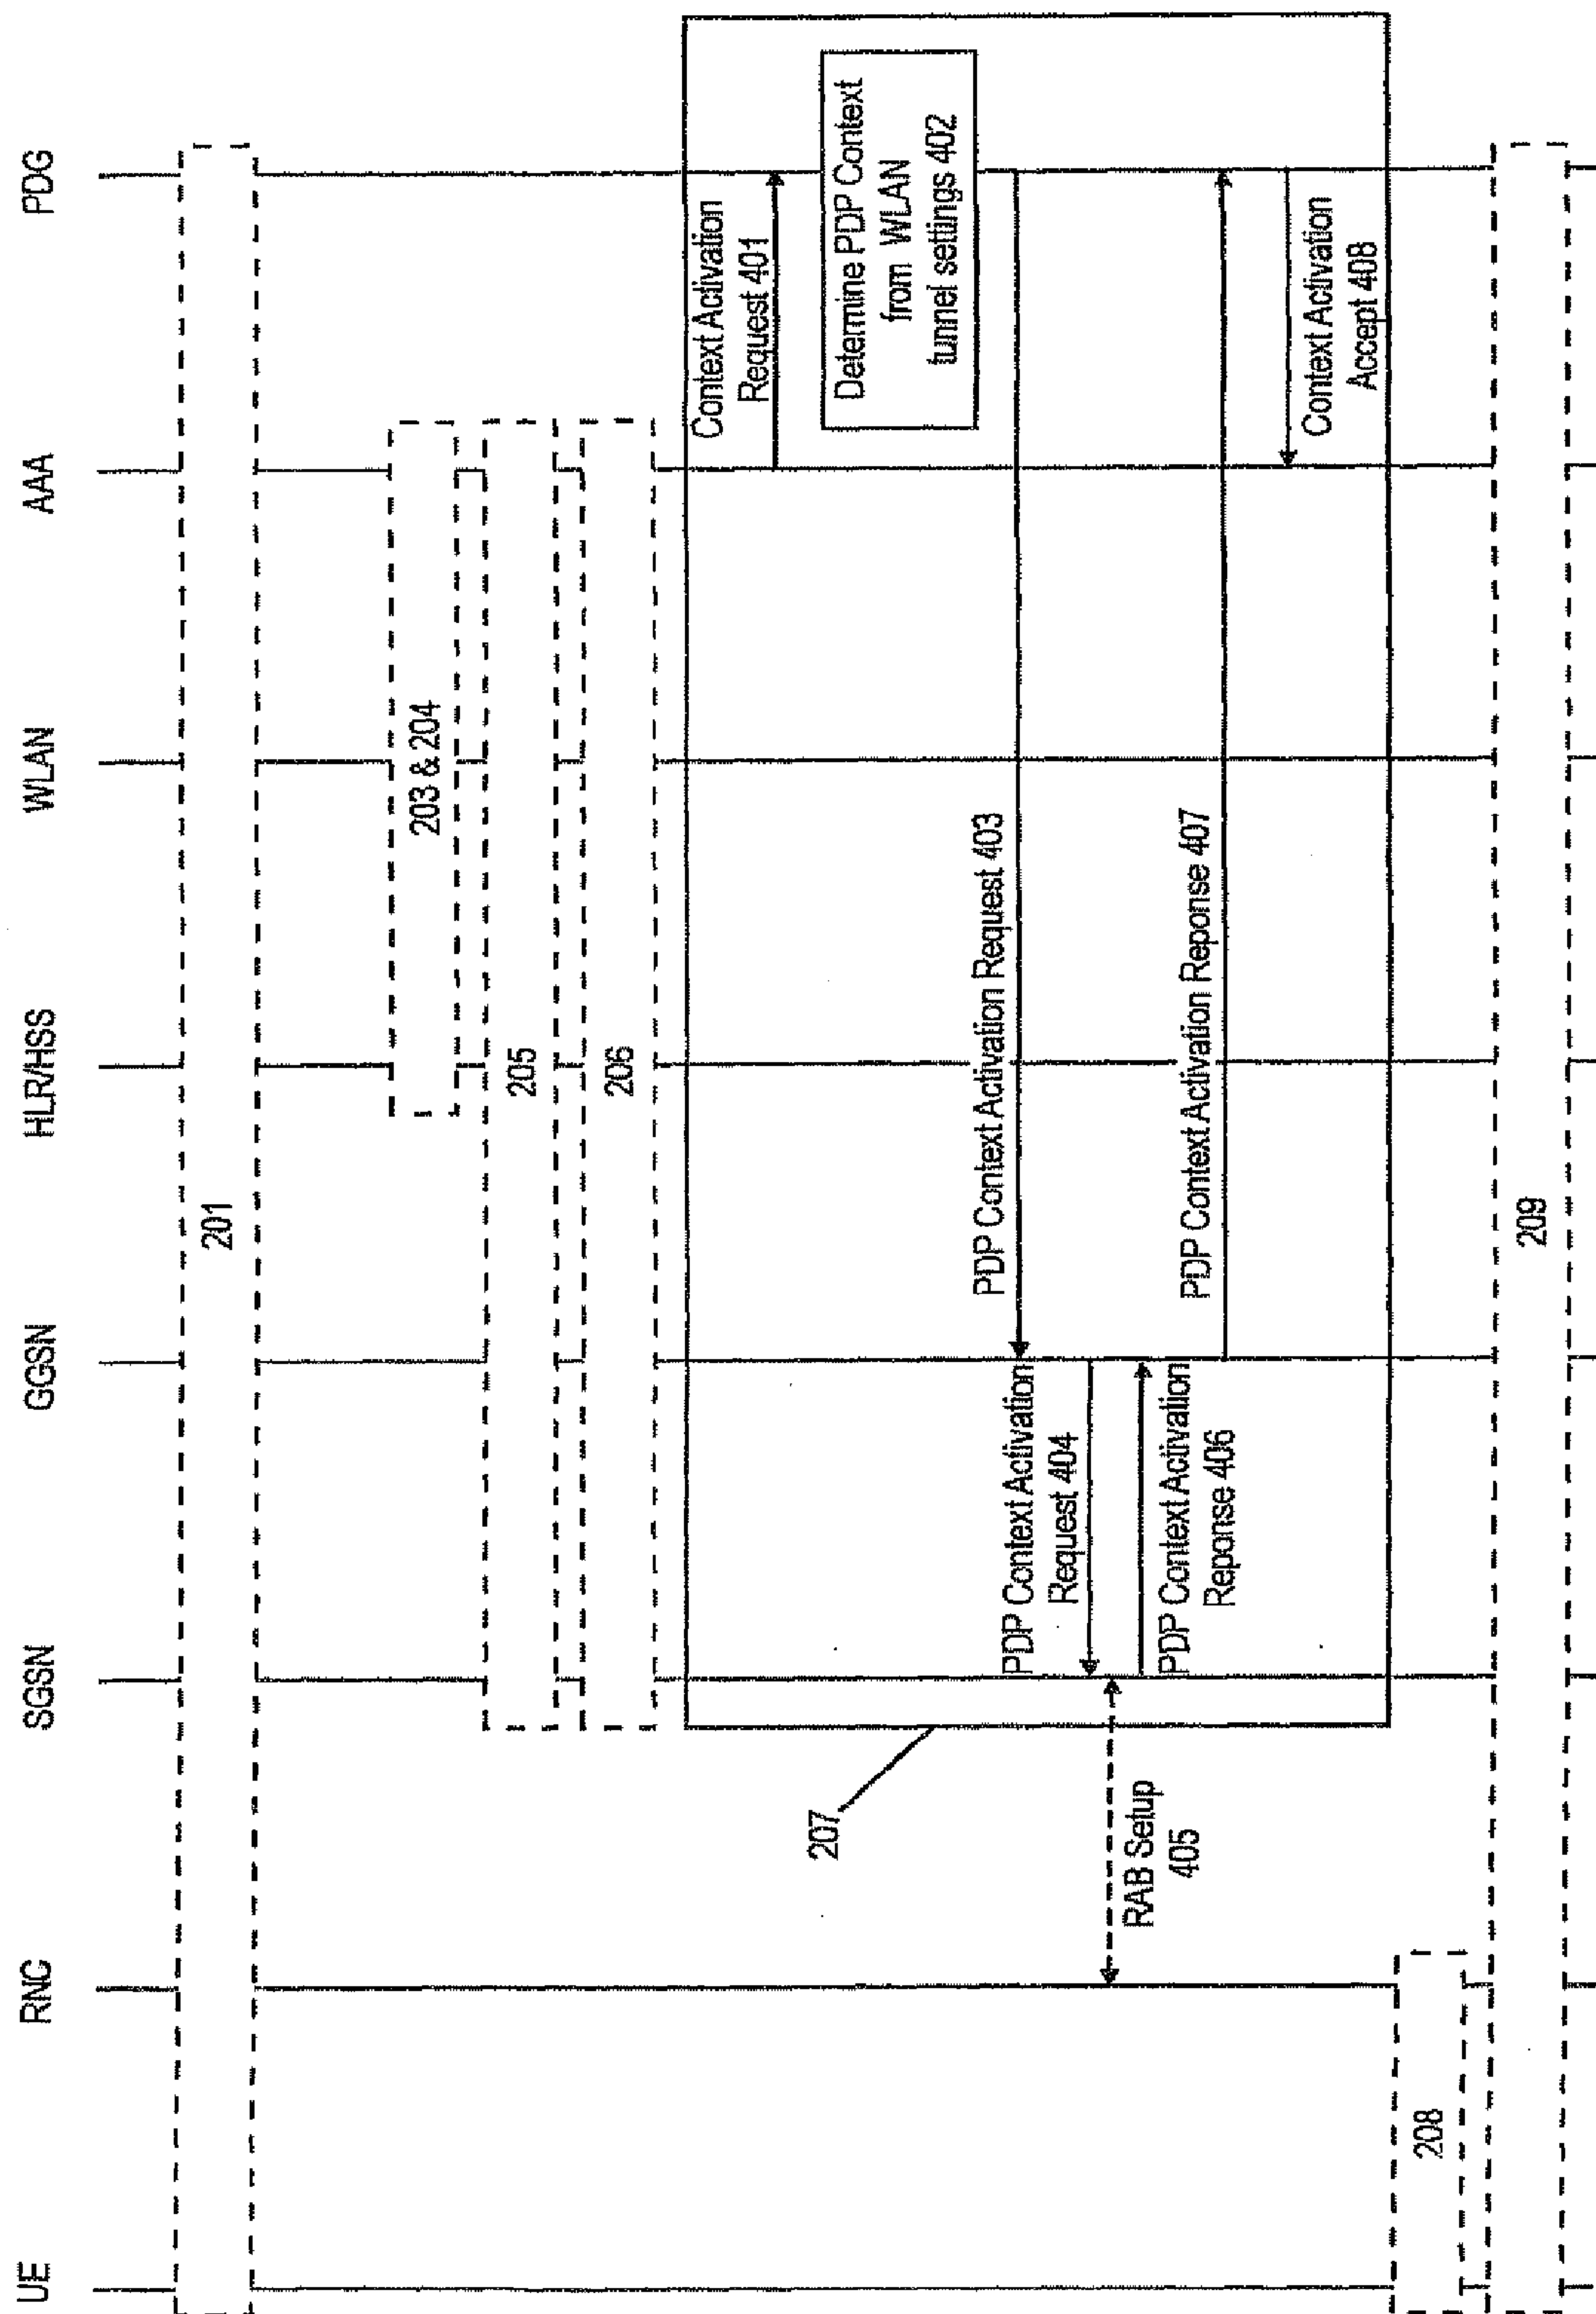 UE
RNC
SGSN
GGSN
HLR/HSS
WLAN
AAA
PDG
201
203 & 204
205
206
Context Activation
Request 401
Determine PDP Context
from WLAN
tunnel settings 402
PDP Context Activation Request 403
PDP Context Activation
Request 404
RAB Setup
405
PDP Context Activation
Reponse 406
PDP Context Activation Reponse 407
Context Activation
Accept 408
207
208
209